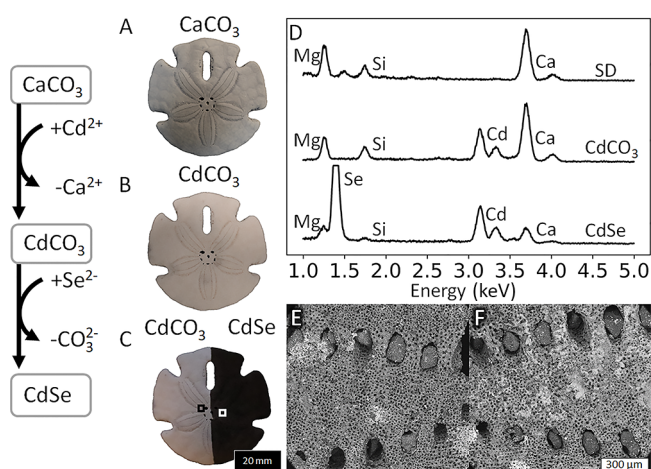 CaCO₃
+Cd²⁺
-Ca²⁺
CdCO₃
+Se²⁻
-CO₃²⁻
CdSe
A
CaCO₃
B
CdCO₃
C
CdCO₃ CdSe
20 mm
D
Mg Si Ca SD
Mg Si Cd Ca CdCO₃
Se
Mg Si Cd Ca CdSe
1.0 1.5 2.0 2.5 3.0 3.5 4.0 4.5 5.0
Energy (keV)
E F
300 µm